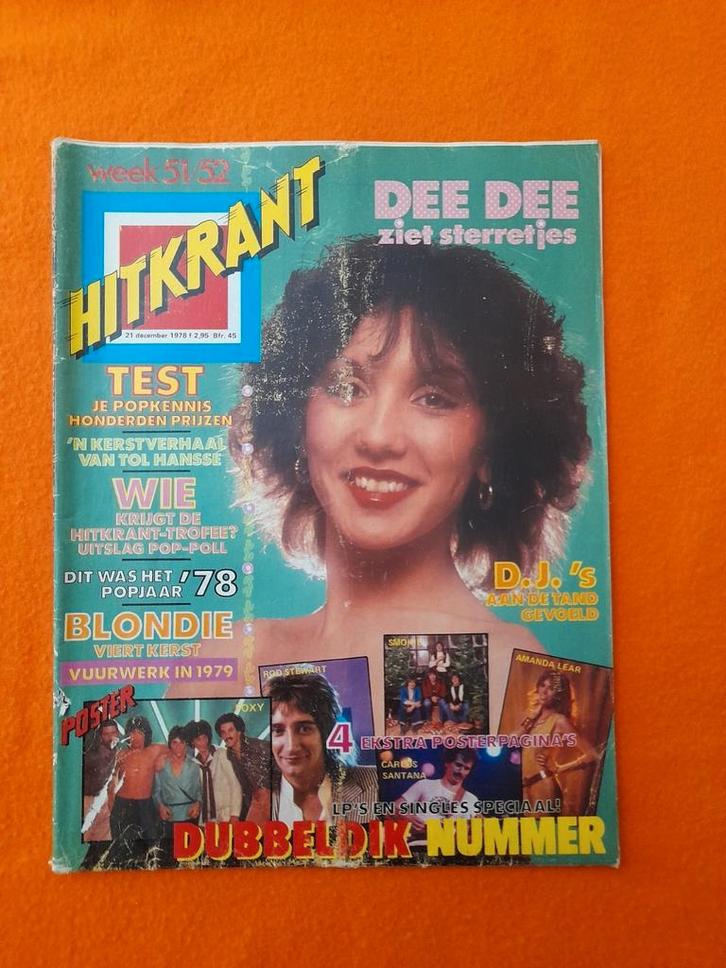 week 51/52
HITKRANT
21 december 1978 f 2,95 Bfr. 45
DEE DEE
ziet sterretjes
TEST
JE POPKENNIS
HONDERDEN PRIJZEN
'N KERSTVERHAAL
VAN TOL HANSSE
WIE
KRIJGT DE
HITKRANT-TROFEE?
UITSLAG POP-POLL
DIT WAS HET
POPJAAR '78
BLONDIE
VIERT KERST
VUURWERK IN 1979
D.J.'s
AAN DE TAND
GEVOELD
POSTER
FOXY
ROD STEWART
SMOKIE
AMANDA LEAR
4 EKSTRA POSTERPAGINA'S
CARLOS
SANTANA
LP'S EN SINGLES SPECIAAL!
DUBBELDIK NUMMER